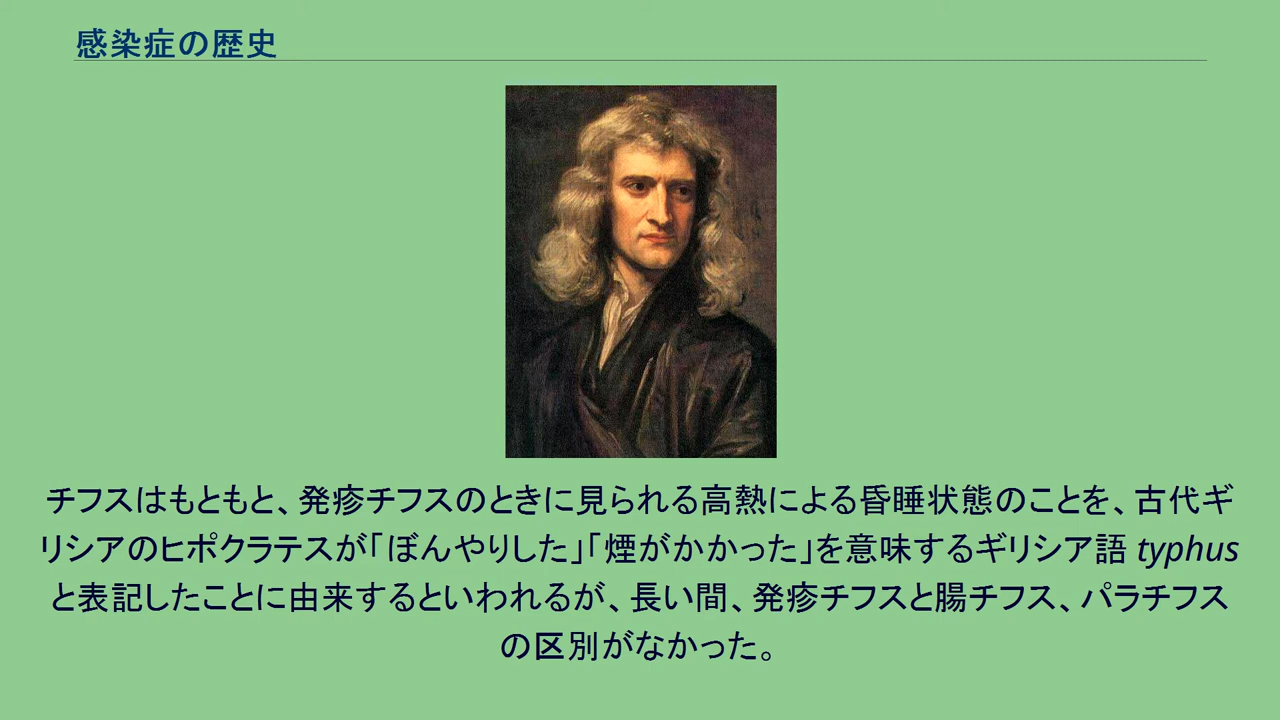 感染症の歴史
チフスはもともと、発疹チフスのときに見られる高熱による昏睡状態のことを、古代ギ
リシアのヒポクラテスが「ぼんやりした」「煙がかかった」を意味するギリシア語 typhus
と表記したことに由来するといわれるが、長い間、発疹チフスと腸チフス、パラチフス
の区別がなかった。